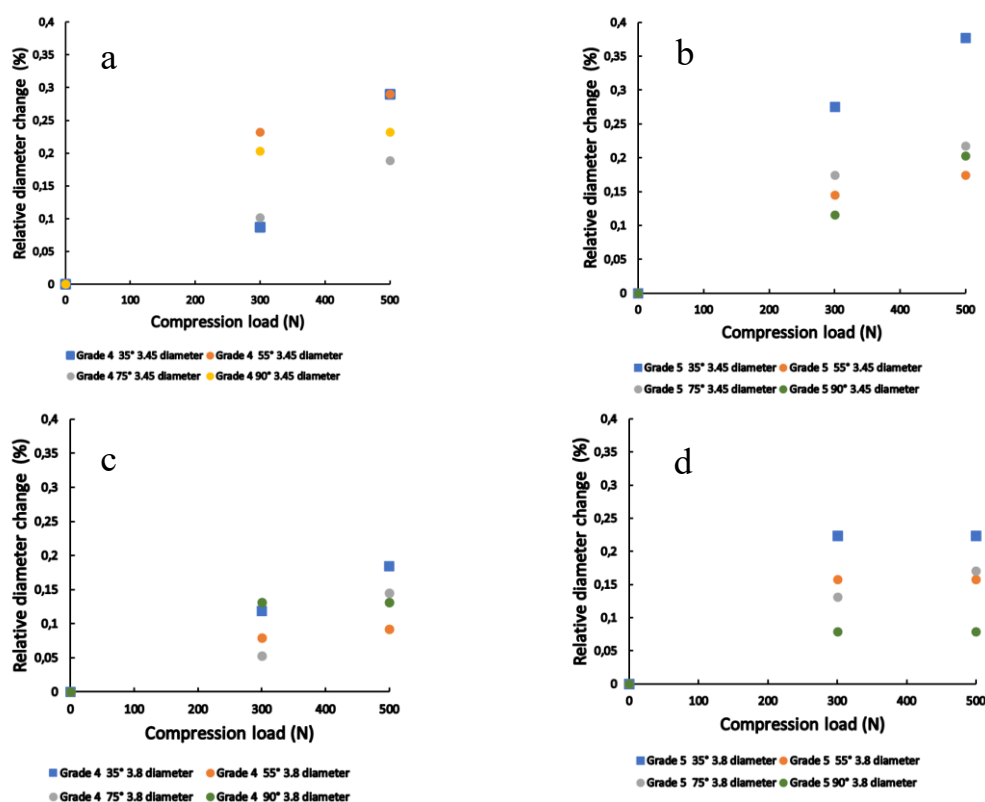 a
Relative diameter change (%)
0,4
0,35
0,3
0,25
0,2
0,15
0,1
0,05
0
0 100 200 300 400 500
Compression load (N)
Grade 4 35° 3.45 diameter Grade 4 55° 3.45 diameter
Grade 4 75° 3.45 diameter Grade 4 90° 3.45 diameter
b
Relative diameter change (%)
0,4
0,35
0,3
0,25
0,2
0,15
0,1
0,05
0
0 100 200 300 400 500
Compression load (N)
Grade 5 35° 3.45 diameter Grade 5 55° 3.45 diameter
Grade 5 75° 3.45 diameter Grade 5 90° 3.45 diameter
c
Relative diameter change (%)
0,4
0,35
0,3
0,25
0,2
0,15
0,1
0,05
0
0 100 200 300 400 500
Compression load (N)
Grade 4 35° 3.8 diameter Grade 4 55° 3.8 diameter
Grade 4 75° 3.8 diameter Grade 4 90° 3.8 diameter
d
Relative diameter change (%)
0,4
0,35
0,3
0,25
0,2
0,15
0,1
0,05
0
0 100 200 300 400 500
Compression load (N)
Grade 5 35° 3.8 diameter Grade 5 55° 3.8 diameter
Grade 5 75° 3.8 diameter Grade 5 90° 3.8 diameter